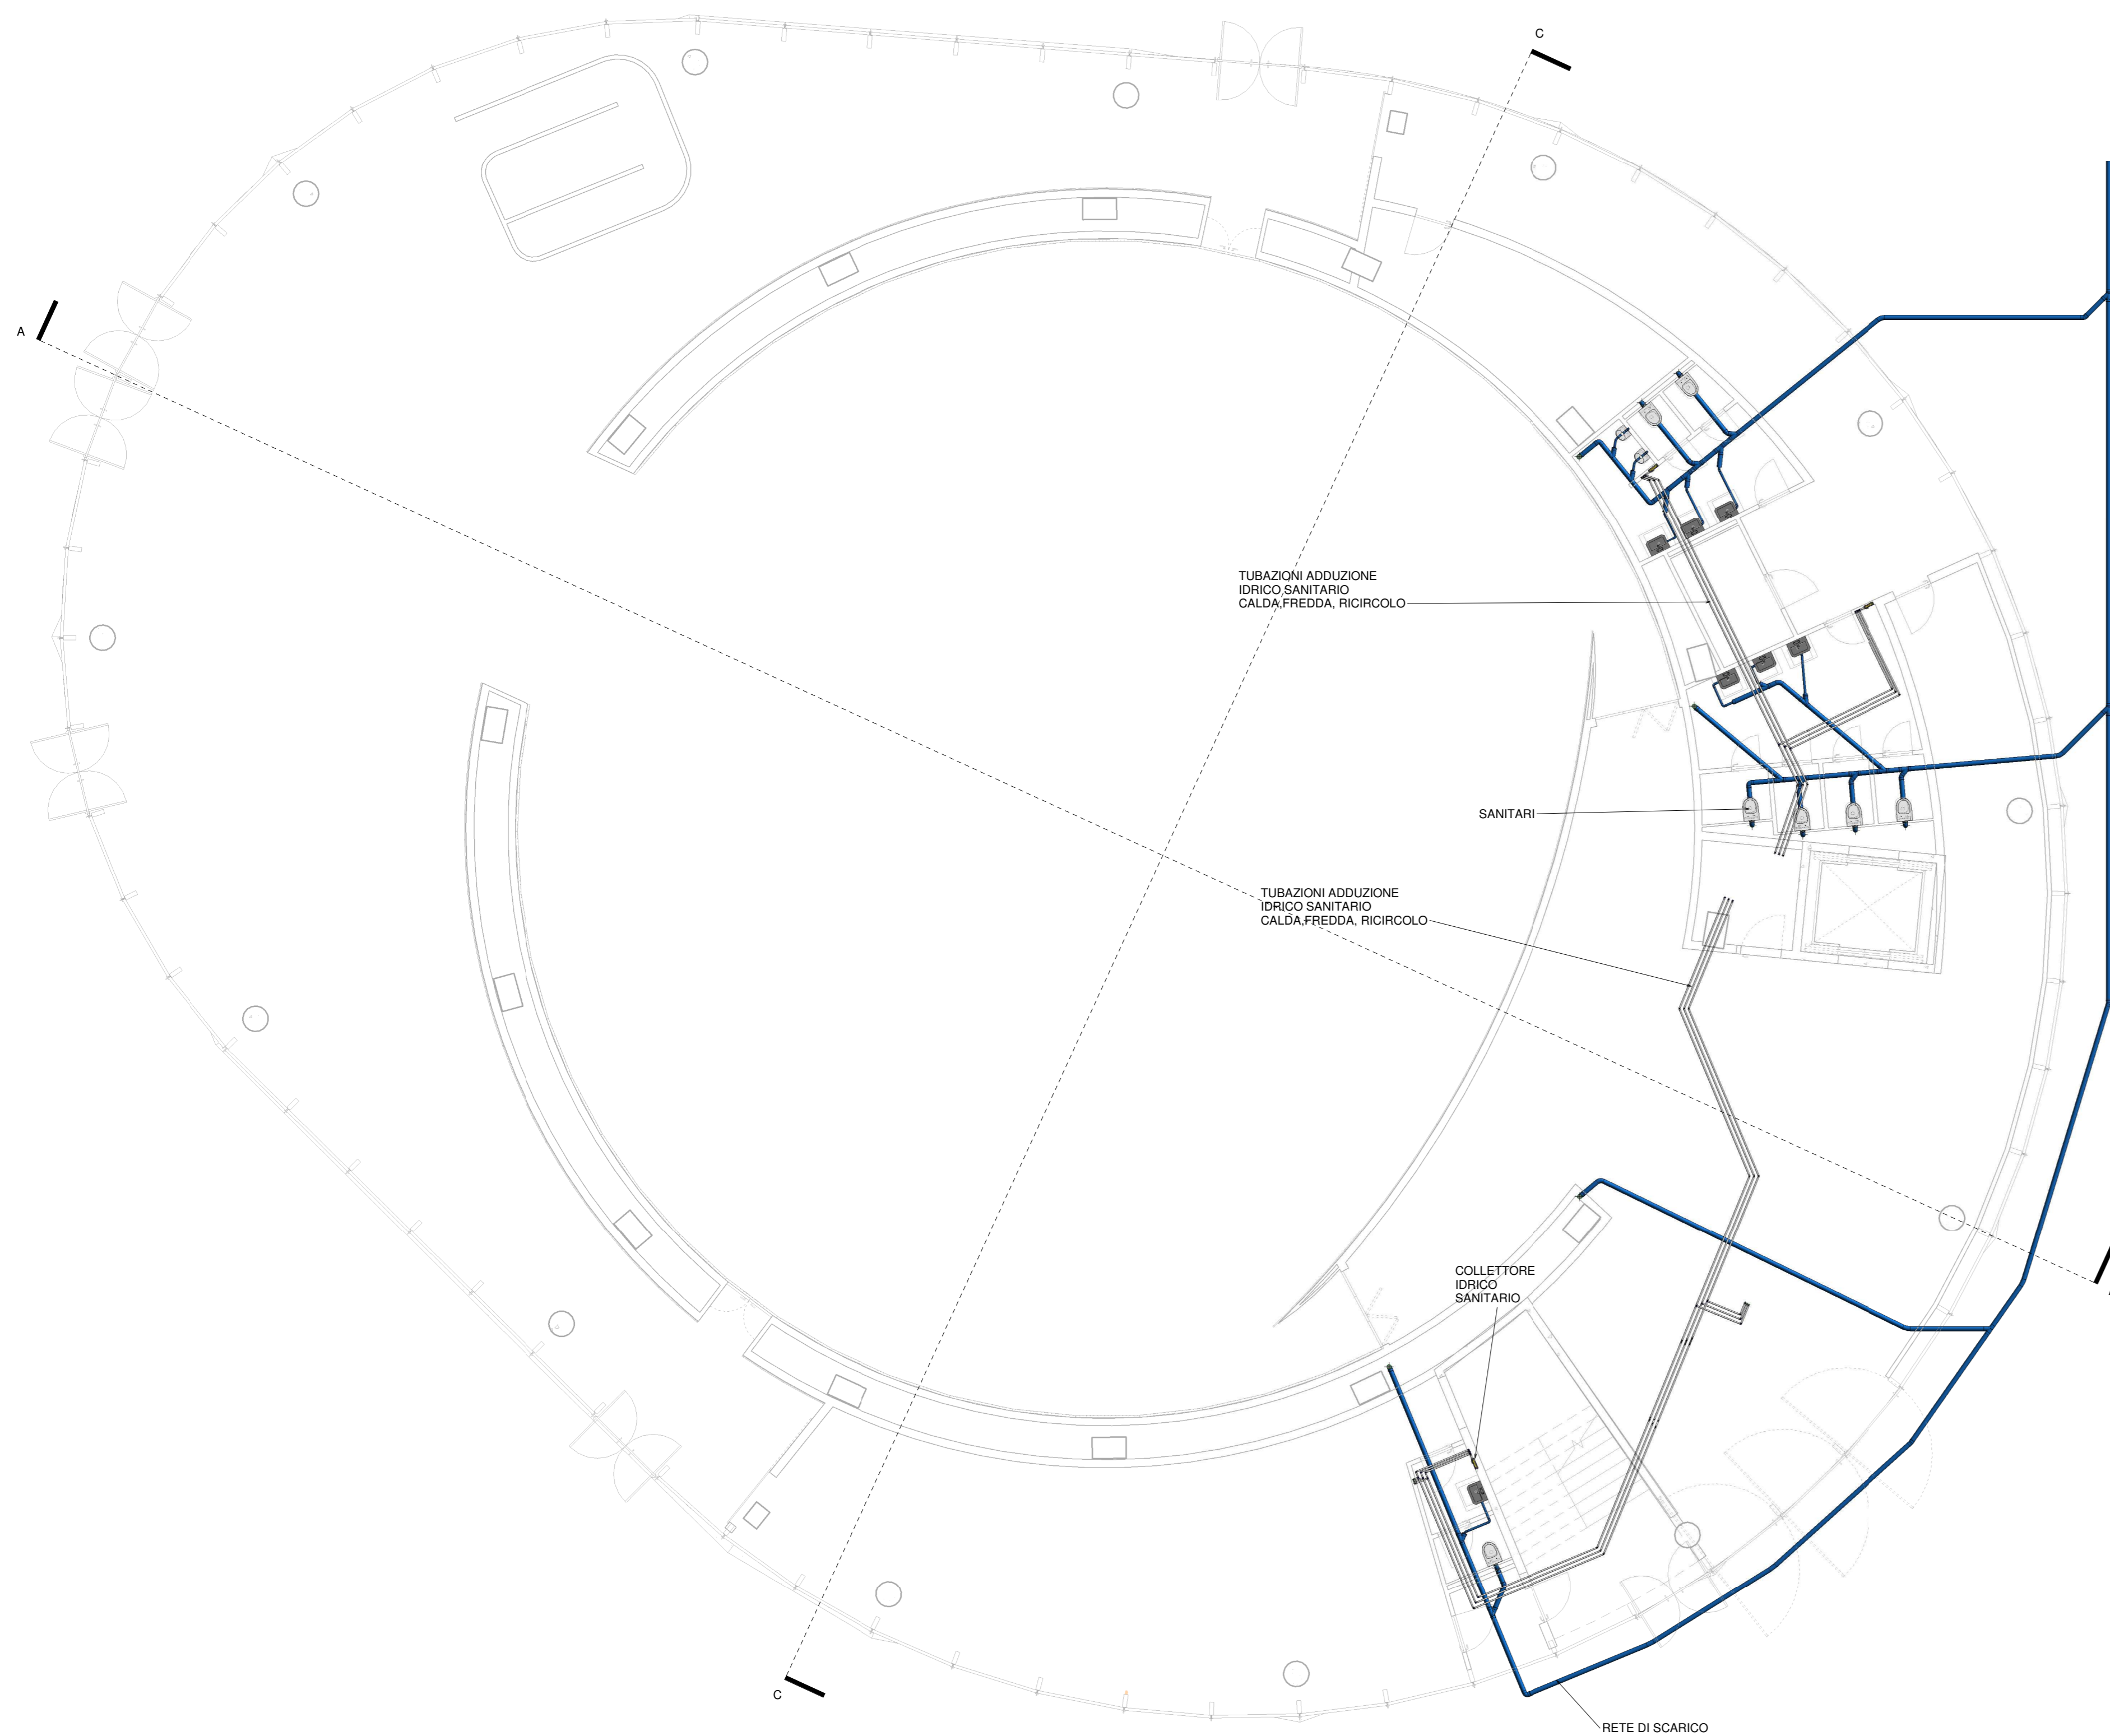 C
A
TUBAZIONI ADDUZIONE
IDRICO SANITARIO
CALDA,FREDDA, RICIRCOLO
SANITARI
TUBAZIONI ADDUZIONE
IDRICO SANITARIO
CALDA,FREDDA, RICIRCOLO
COLLETTORE
IDRICO
SANITARIO
C
RETE DI SCARICO